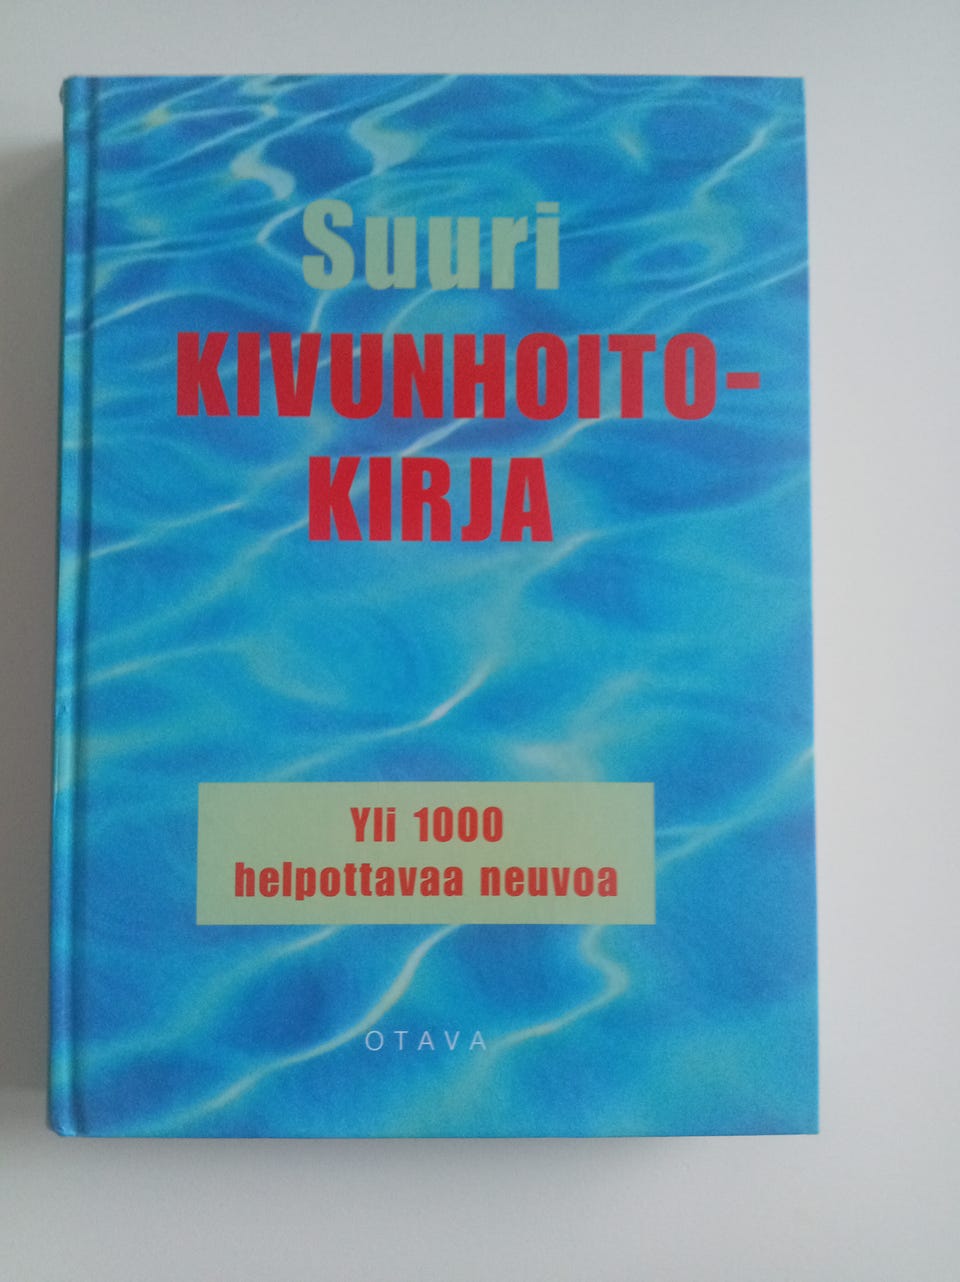 Suuri
KIVUNHOITO-
KIRJA
Yli 1000
helpottavaa neuvoa
OTAVA